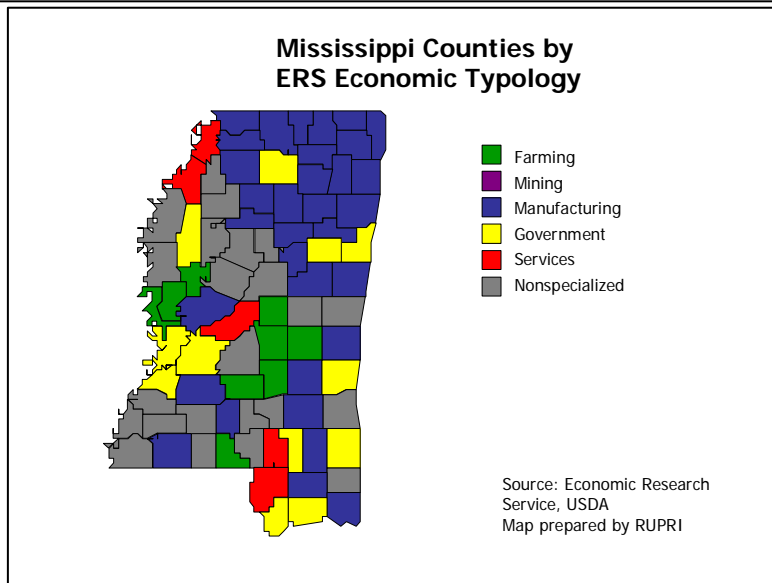 Mississippi Counties by
ERS Economic Typology
Farming
Mining
Manufacturing
Government
Services
Nonspecialized
Source: Economic Research
Service, USDA
Map prepared by RUPRI